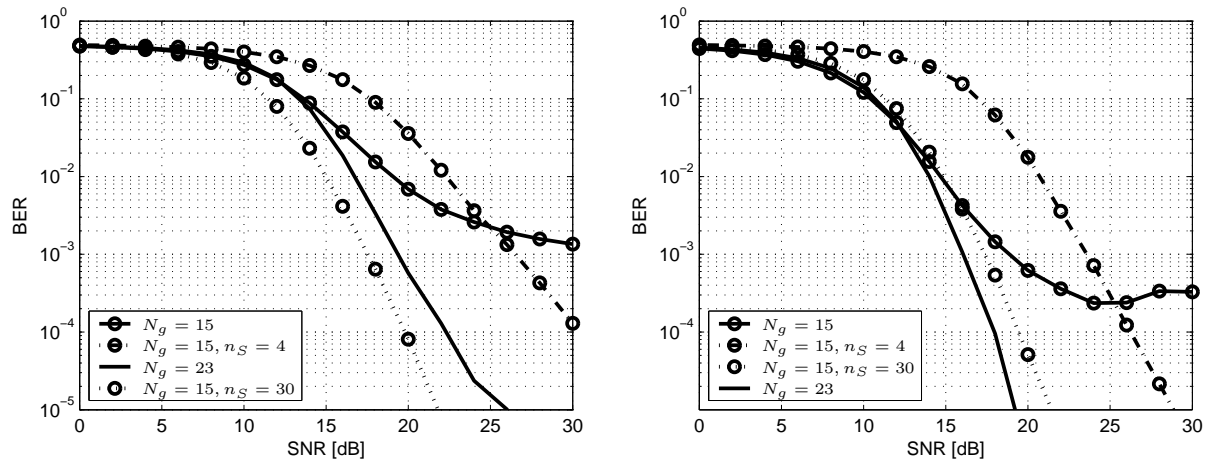 10^0
10^-1
10^-2
10^-3
10^-4
10^-5
BER
0 5 10 15 20 25 30
SNR [dB]
N_g = 15
N_g = 15, n_S = 4
N_g = 23
N_g = 15, n_S = 30
10^0
10^-1
10^-2
10^-3
10^-4
10^-5
BER
0 5 10 15 20 25 30
SNR [dB]
N_g = 15
N_g = 15, n_S = 4
N_g = 15, n_S = 30
N_g = 23